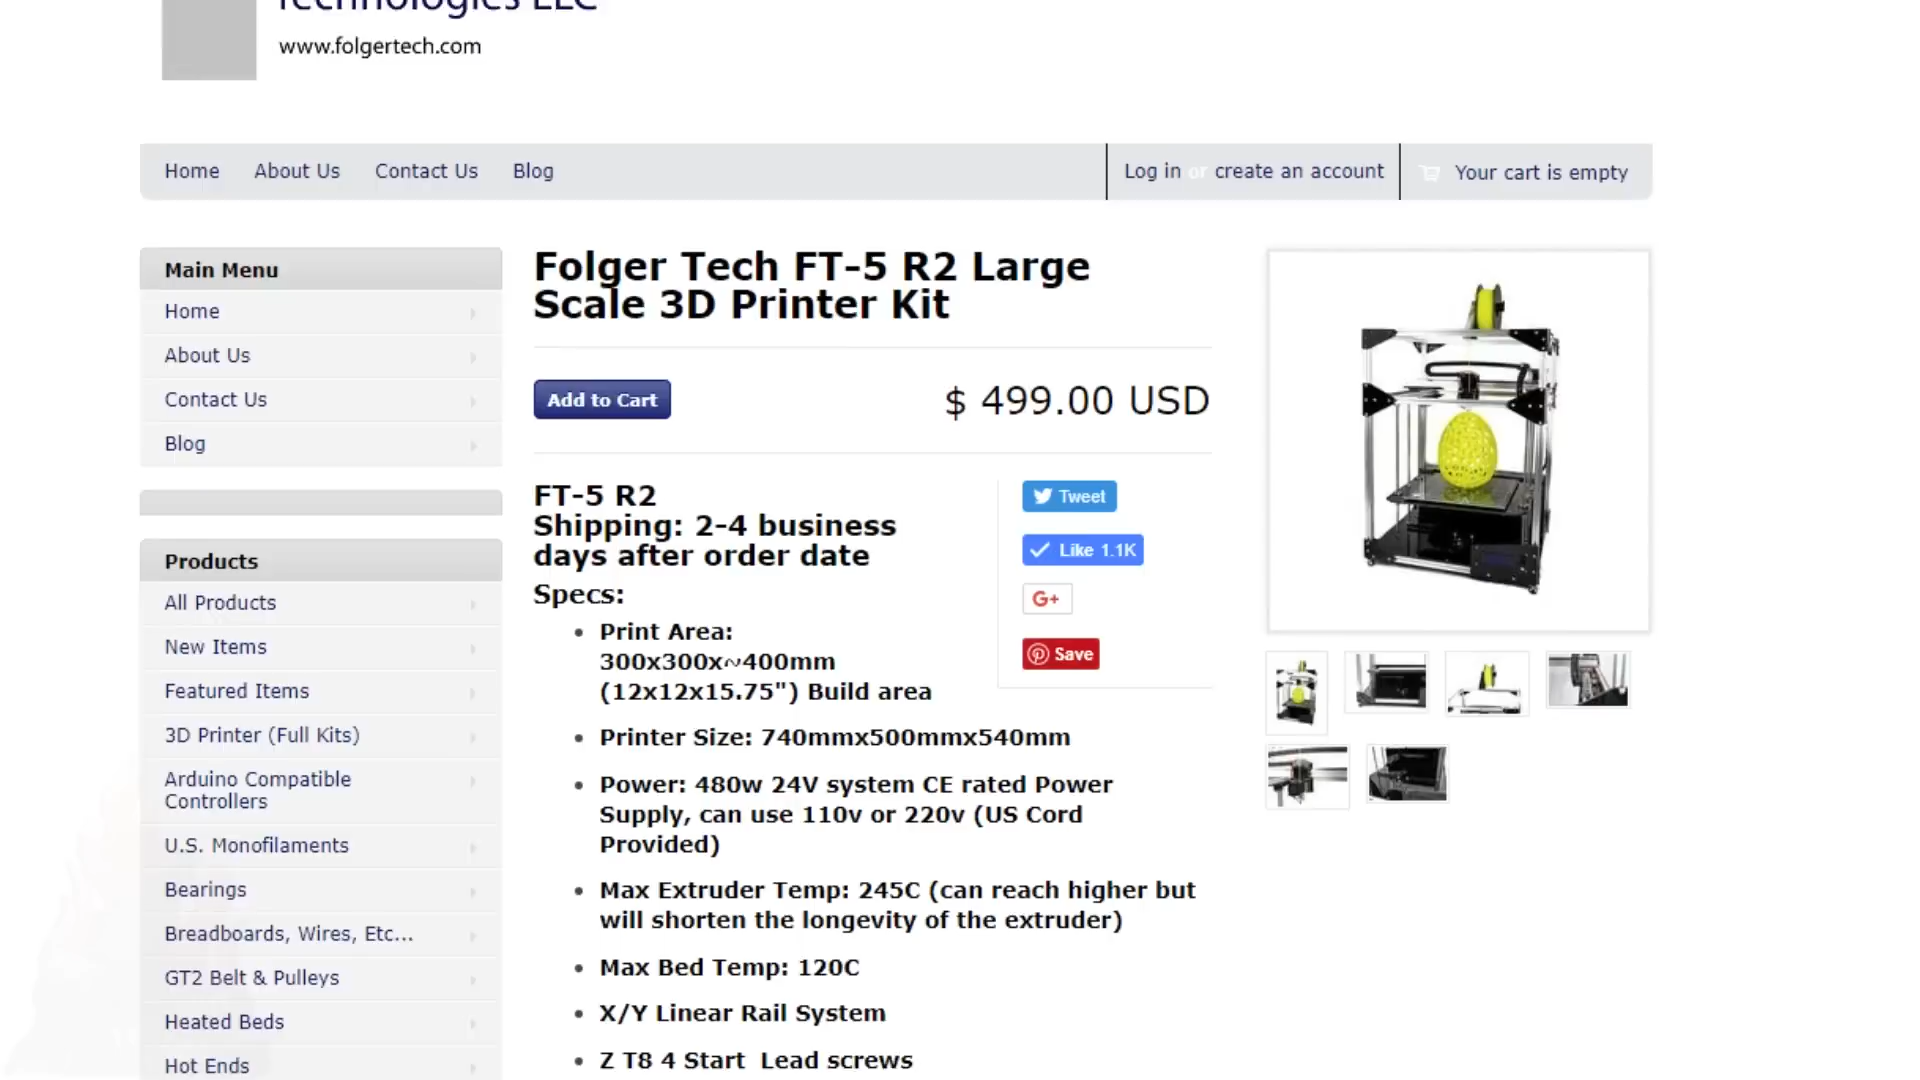 Technologies LLC
www.folgertech.com
Home
About Us
Contact Us
Blog
Log in or create an account
Your cart is empty
Main Menu
Home
About Us
Contact Us
Blog
Products
All Products
New Items
Featured Items
3D Printer (Full Kits)
Arduino Compatible
Controllers
U.S. Monofilaments
Bearings
Breadboards, Wires, Etc...
GT2 Belt & Pulleys
Heated Beds
Hot Ends
Folger Tech FT-5 R2 Large
Scale 3D Printer Kit
Add to Cart
$ 499.00 USD
FT-5 R2
Shipping: 2-4 business
days after order date
Specs:
Print Area:
300x300x~400mm
(12x12x15.75") Build area
Printer Size: 740mmx500mmx540mm
Power: 480w 24V system CE rated Power
Supply, can use 110v or 220v (US Cord
Provided)
Max Extruder Temp: 245C (can reach higher but
will shorten the longevity of the extruder)
Max Bed Temp: 120C
X/Y Linear Rail System
Z T8 4 Start Lead screws
Tweet
Like 1.1K
G+
Save